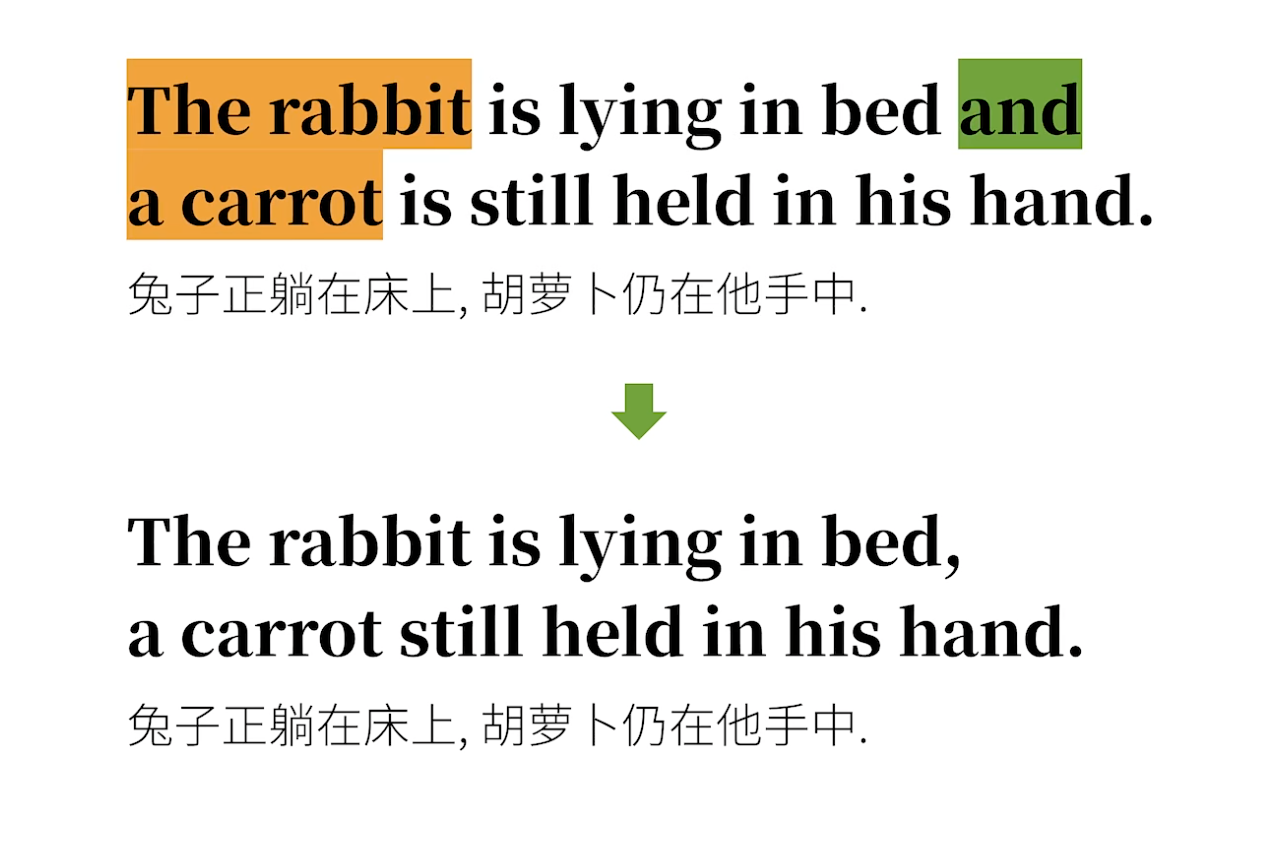 The rabbit is lying in bed and
a carrot is still held in his hand.
兔子正躺在床上, 胡萝卜仍在他手中.
The rabbit is lying in bed,
a carrot still held in his hand.
兔子正躺在床上, 胡萝卜仍在他手中.